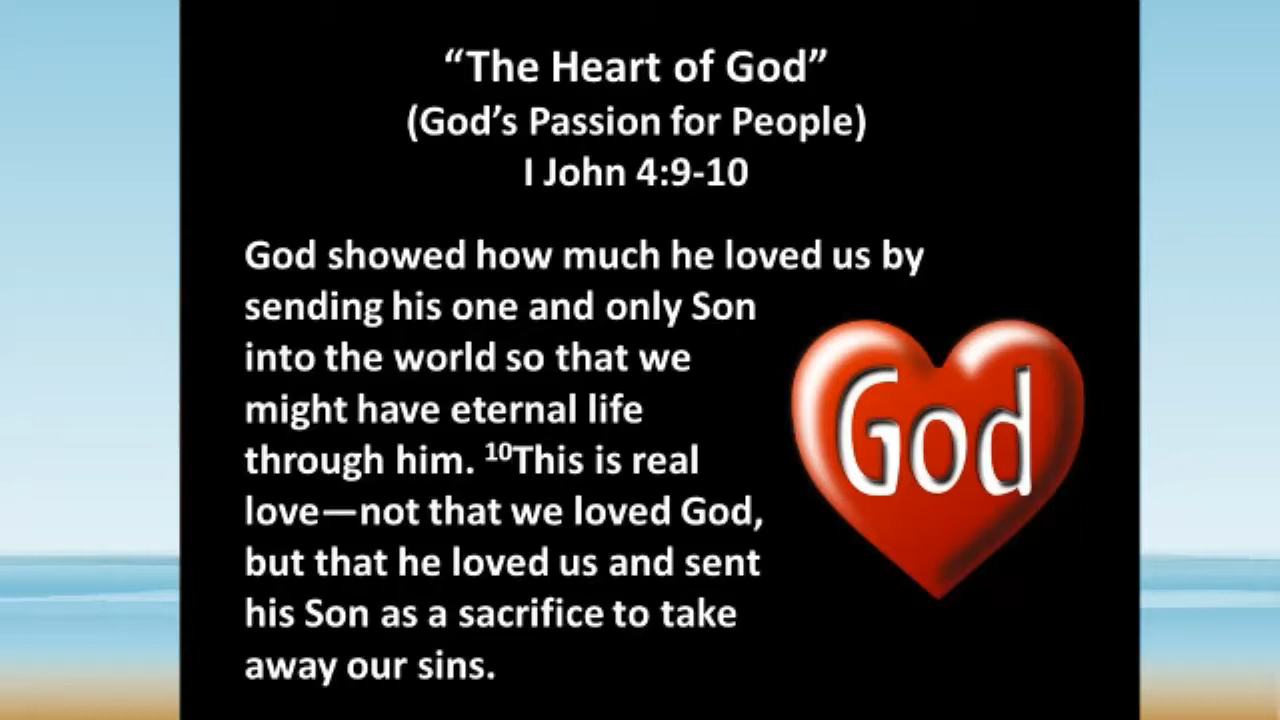 “The Heart of God”
(God’s Passion for People)
I John 4:9-10
God showed how much he loved us by
sending his one and only Son
into the world so that we
might have eternal life
through him. ¹⁰This is real
love—not that we loved God,
but that he loved us and sent
his Son as a sacrifice to take
away our sins.
God